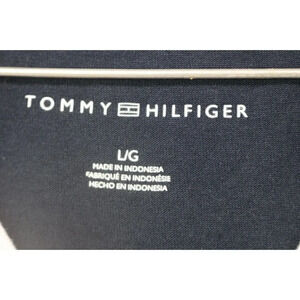 TOMMY HILFIGER
L/G
MADE IN INDONESIA
FABRIQUÉ EN INDONÉSIE
HECHO EN INDONESIA